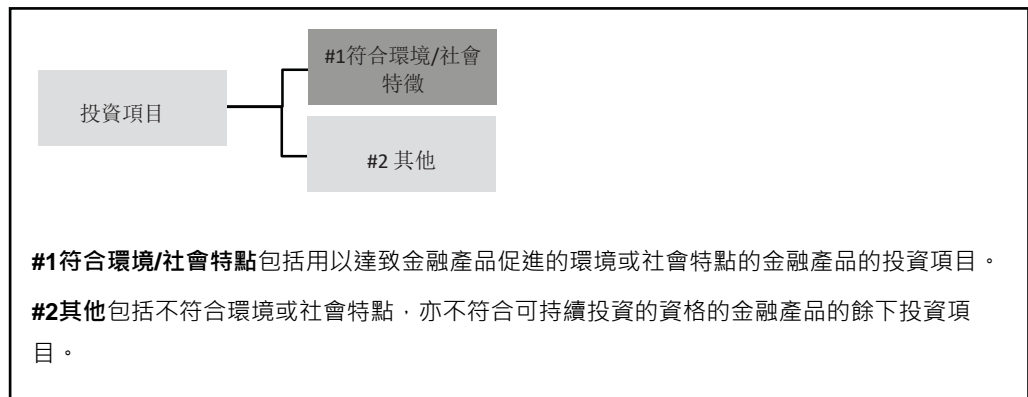 #1符合環境/社會
特徵
投資項目
#2 其他
#1符合環境/社會特點包括用以達致金融產品促進的環境或社會特點的金融產品的投資項目。
#2其他包括不符合環境或社會特點，亦不符合可持續投資的資格的金融產品的餘下投資項
目。